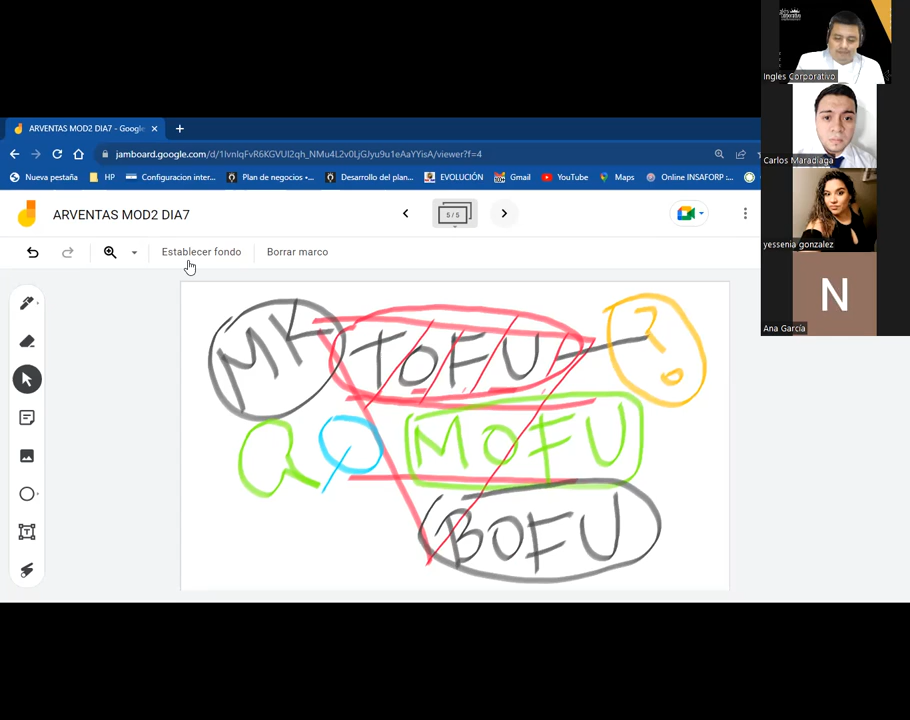 Ingles Corporativo
Carlos Maradiaga
yessenia gonzalez
N
Ana García
ARVENTAS MOD2 DIA7 - Google
jamboard.google.com/d/1lvnlqFvR6KGVUI2qh_NMu4L2v0LjGJyu9u1eAaYYisA/viewer?f=4
Nueva pestaña
HP
Configuracion inter...
Plan de negocios -...
Desarrollo del plan...
EVOLUCIÓN
Gmail
YouTube
Maps
Online INSAFORP :...
ARVENTAS MOD2 DIA7
5/5
Establecer fondo
Borrar marco
MK TOFU ?
Q MOFU
BOFU